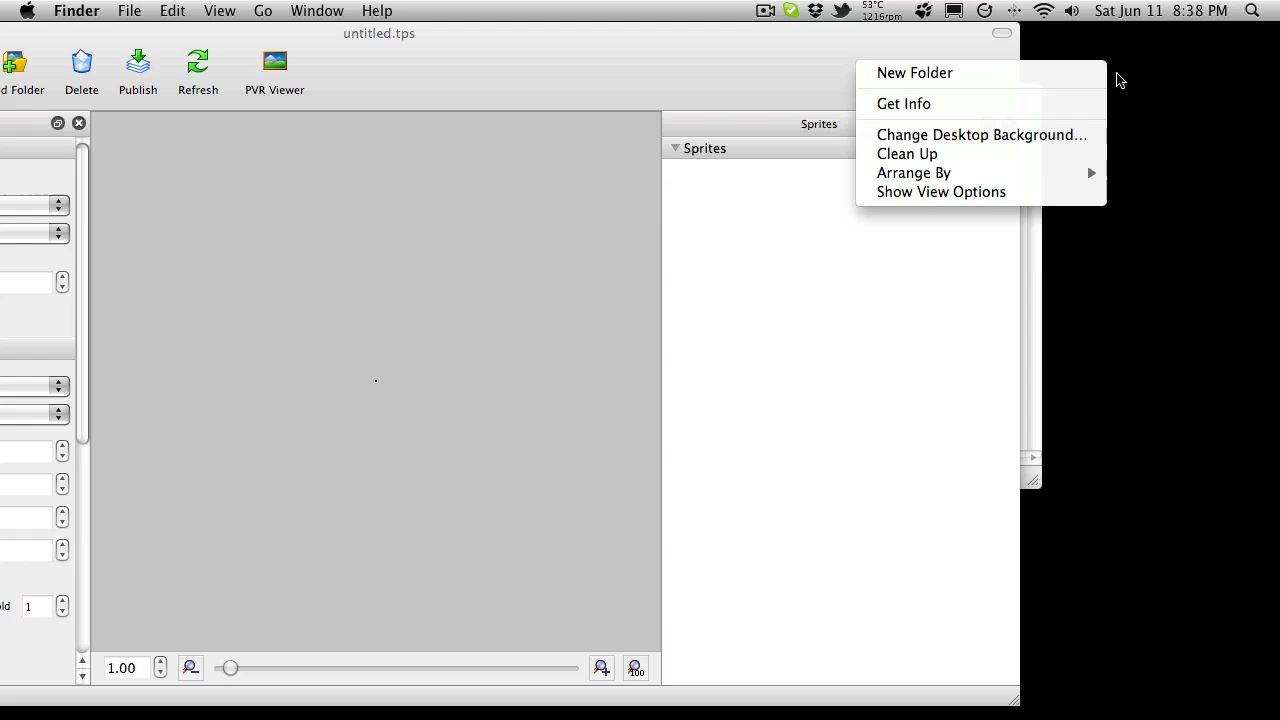 Finder File Edit View Go Window Help 53°C 1216rpm Sat Jun 11 8:38 PM
untitled.tps
d Folder Delete Publish Refresh PVR Viewer
New Folder
Get Info
Change Desktop Background...
Clean Up
Arrange By
Show View Options
Sprites
Sprites
old 1
1.00
100